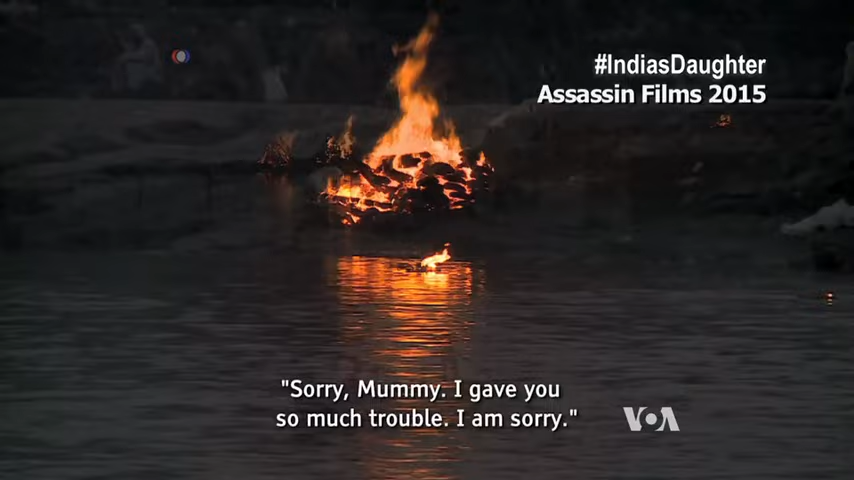 #IndiasDaughter
Assassin Films 2015
"Sorry, Mummy. I gave you
so much trouble. I am sorry."
VOA